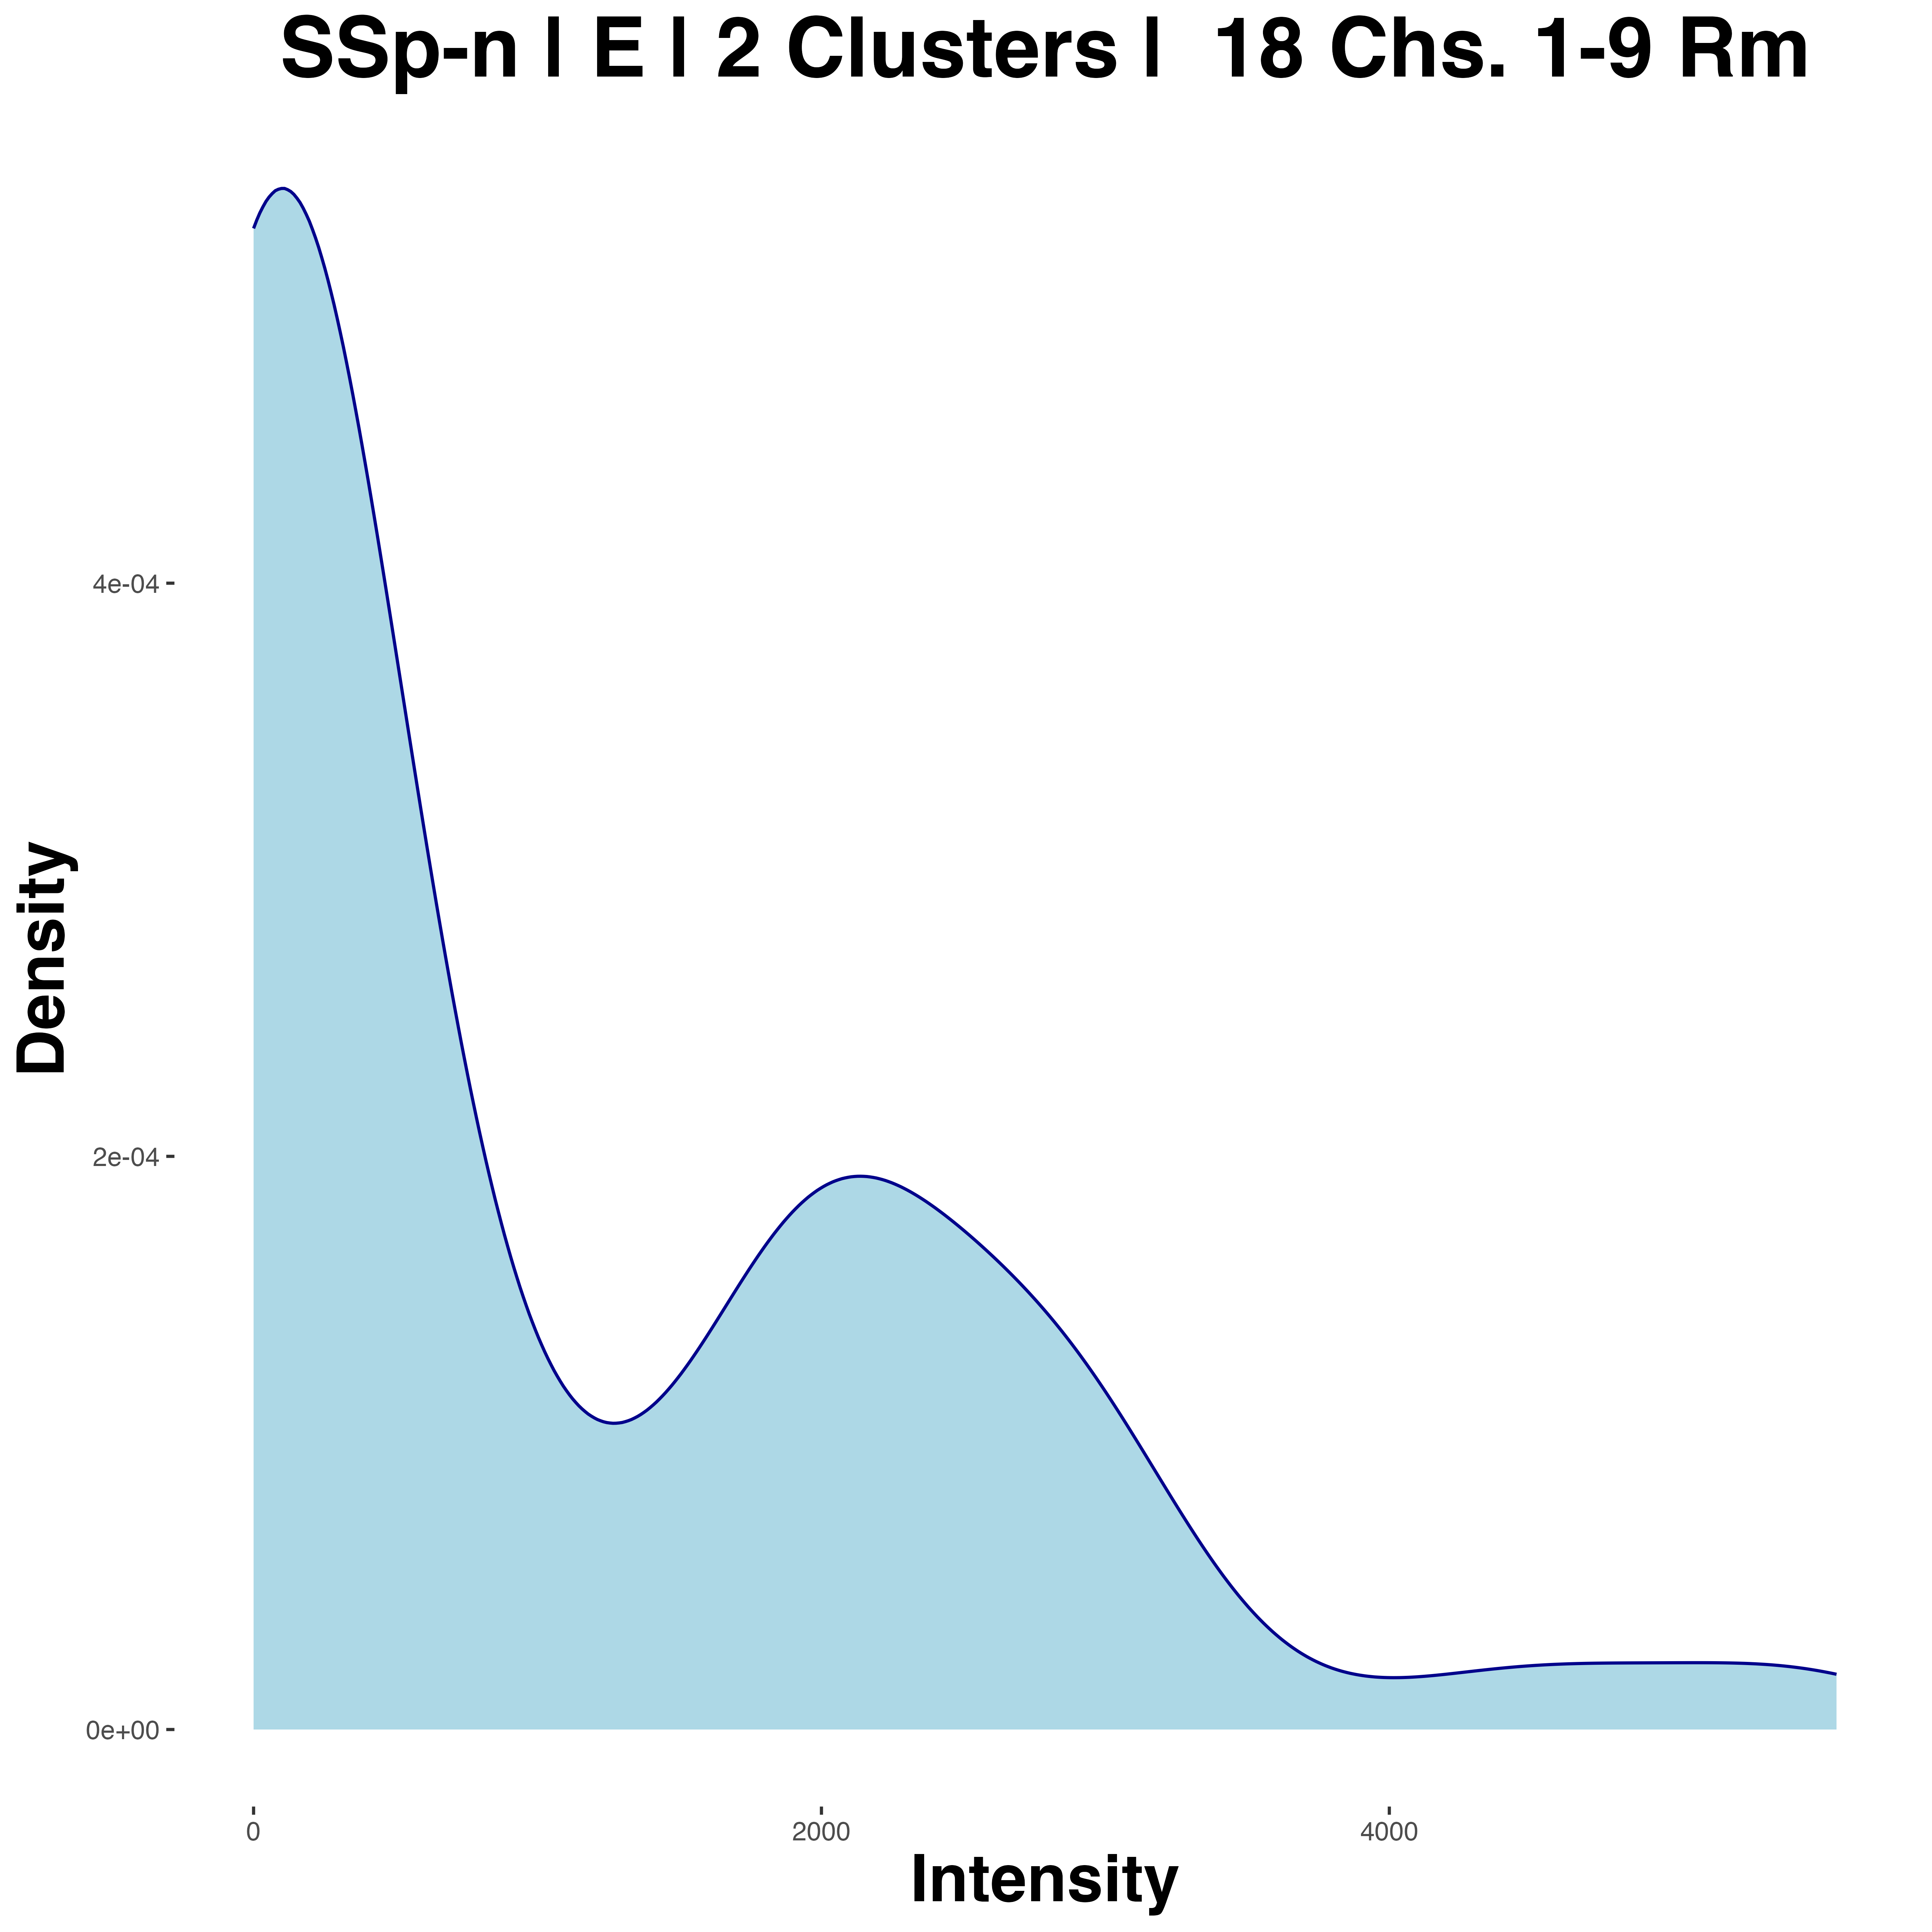 SSp-n | E | 2 Clusters |  18 Chs. 1-9 Rm
Density
4e-04
2e-04
0e+00
0
2000
4000
Intensity